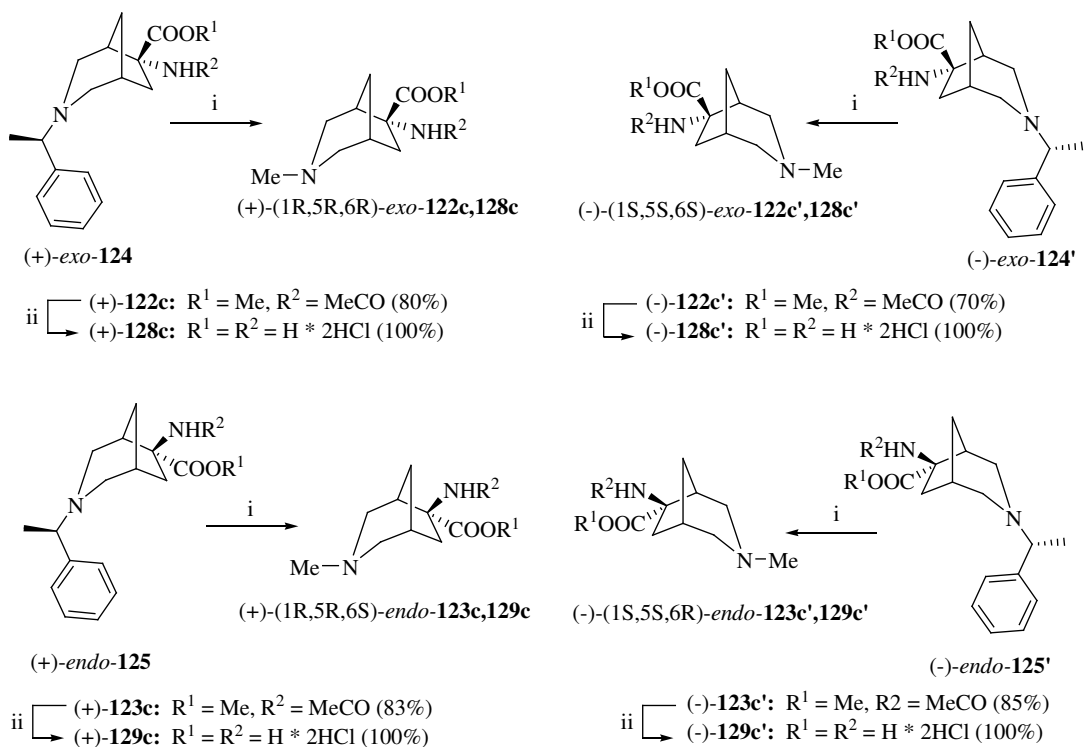 COOR¹
NHR²
N
i
COOR¹
NHR²
Me–N
(+)-(1R,5R,6R)-exo-122c,128c
(+)-exo-124
R¹OOC
R²HN
N–Me
(-)-(1S,5S,6S)-exo-122c',128c'
i
R¹OOC
R²HN
N
(-)-exo-124'
ii
(+)-122c: R¹ = Me, R² = MeCO (80%)
(+)-128c: R¹ = R² = H * 2HCl (100%)
ii
(-)-122c': R¹ = Me, R² = MeCO (70%)
(-)-128c': R¹ = R² = H * 2HCl (100%)
NHR²
COOR¹
N
i
NHR²
COOR¹
Me–N
(+)-(1R,5R,6S)-endo-123c,129c
(+)-endo-125
R²HN
R¹OOC
N–Me
(-)-(1S,5S,6R)-endo-123c',129c'
i
R²HN
R¹OOC
N
(-)-endo-125'
ii
(+)-123c: R¹ = Me, R² = MeCO (83%)
(+)-129c: R¹ = R² = H * 2HCl (100%)
ii
(-)-123c': R¹ = Me, R2 = MeCO (85%)
(-)-129c': R¹ = R² = H * 2HCl (100%)